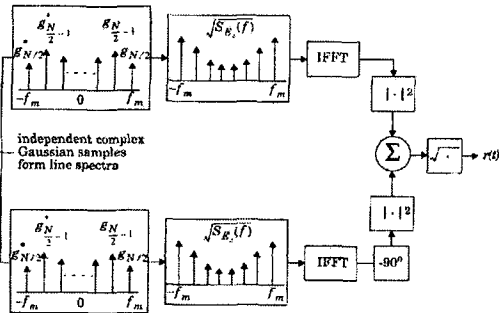 g*N/2 g*N/2-1 gN/2-1 gN/2
-fm 0 fm
√S_Ez(f)
-fm fm
IFFT
|·|²
independent complex
Gaussian samples
form line spectra
Σ
√·
r(t)
g*N/2 g*N/2-1 gN/2-1 gN/2
-fm 0 fm
√S_Ez(f)
-fm fm
IFFT
-90°
|·|²